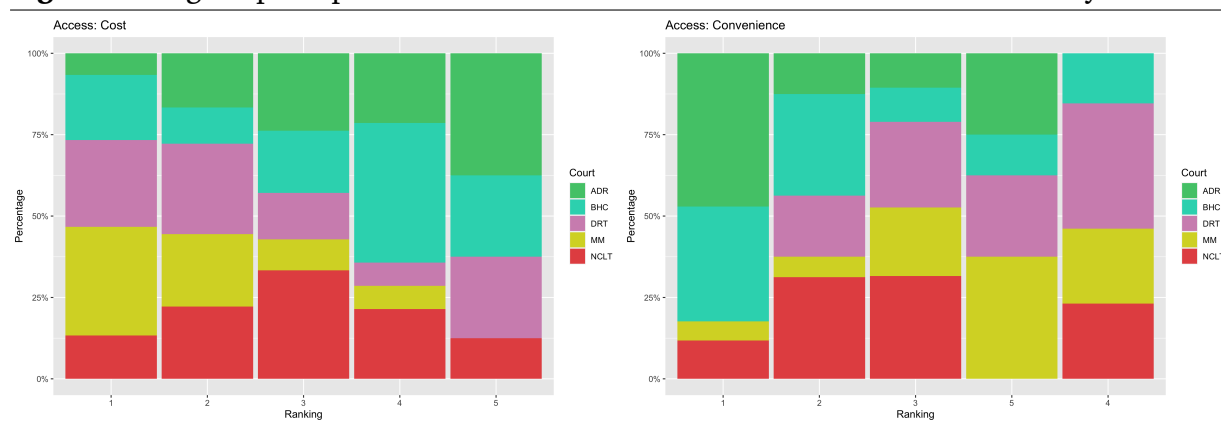 Access: Cost
100%
75%
50%
25%
0%
Percentage
1 2 3 4 5
Ranking
Court
ADR
BHC
DRT
MM
NCLT
Access: Convenience
100%
75%
50%
25%
0%
Percentage
1 2 3 5 4
Ranking
Court
ADR
BHC
DRT
MM
NCLT